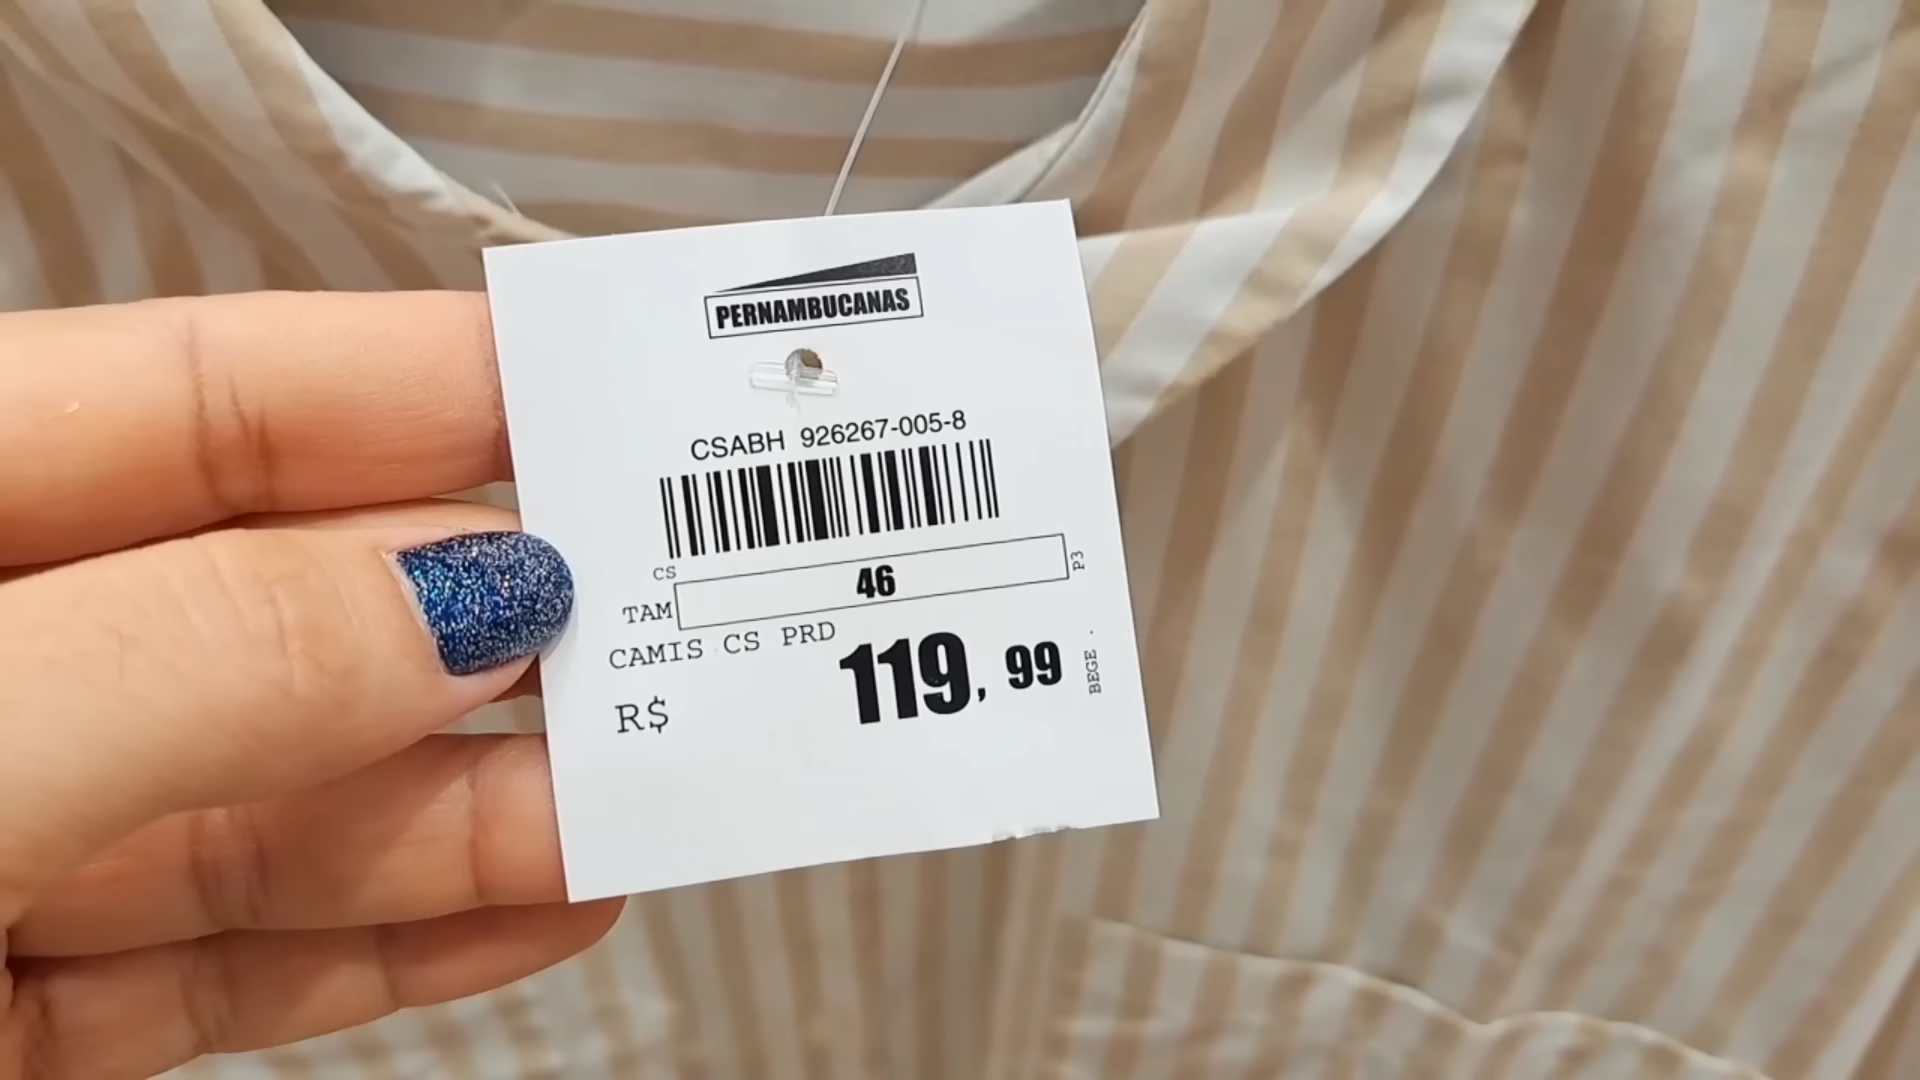 PERNAMBUCANAS
CSABH 926267-005-8
CS
TAM 46
P3
CAMIS CS PRD
R$ 119,99
BEGE .